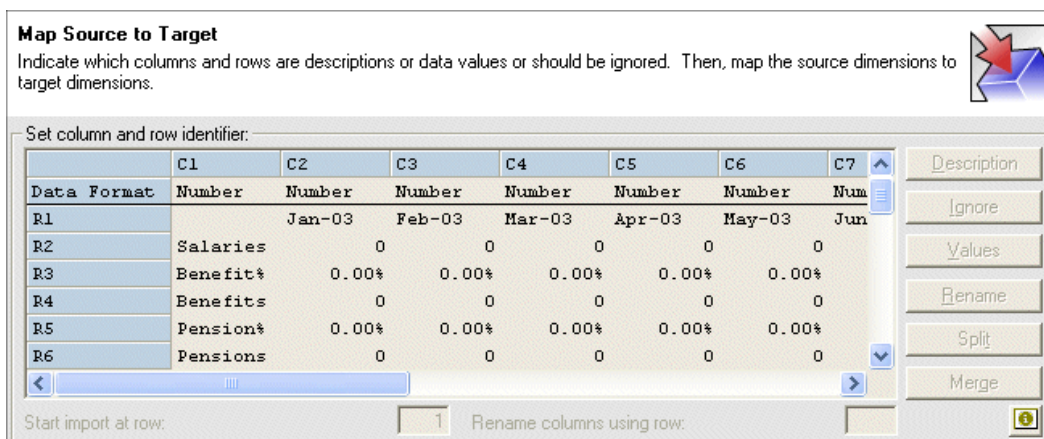 Map Source to Target
Indicate which columns and rows are descriptions or data values or should be ignored. Then, map the source dimensions to
target dimensions.
Set column and row identifier:
C1 C2 C3 C4 C5 C6 C7
Data Format Number Number Number Number Number Number Num
R1 Jan-03 Feb-03 Mar-03 Apr-03 May-03 Jun
R2 Salaries 0 0 0 0 0
R3 Benefit% 0.00% 0.00% 0.00% 0.00% 0.00%
R4 Benefits 0 0 0 0 0
R5 Pension% 0.00% 0.00% 0.00% 0.00% 0.00%
R6 Pensions 0 0 0 0 0
Description
Ignore
Values
Rename
Split
Merge
Start import at row: 1 Rename columns using row: